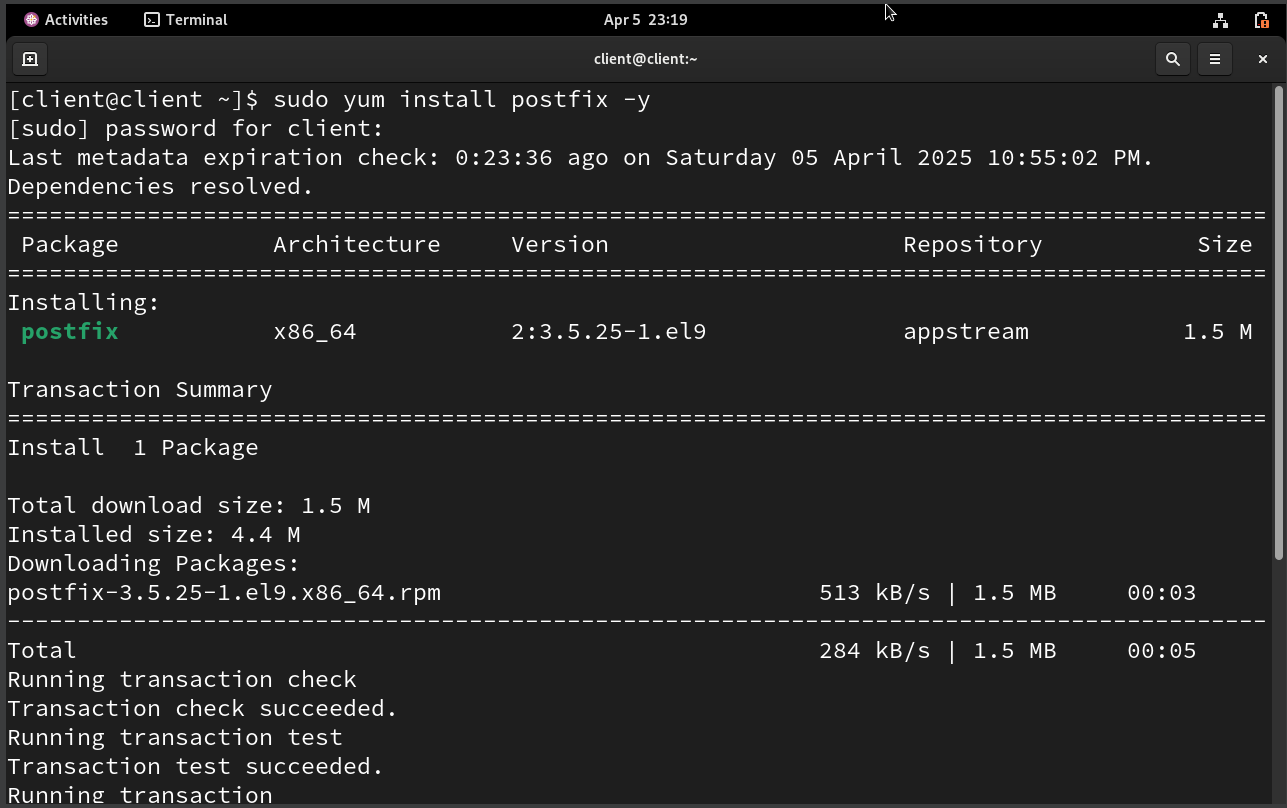 Activities Terminal Apr 5 23:19
client@client:~
[client@client ~]$ sudo yum install postfix -y
[sudo] password for client:
Last metadata expiration check: 0:23:36 ago on Saturday 05 April 2025 10:55:02 PM.
Dependencies resolved.
==========================================================================================
Package Architecture Version Repository Size
==========================================================================================
Installing:
postfix x86_64 2:3.5.25-1.el9 appstream 1.5 M
Transaction Summary
==========================================================================================
Install 1 Package
Total download size: 1.5 M
Installed size: 4.4 M
Downloading Packages:
postfix-3.5.25-1.el9.x86_64.rpm 513 kB/s | 1.5 MB 00:03
------------------------------------------------------------------------------------------
Total 284 kB/s | 1.5 MB 00:05
Running transaction check
Transaction check succeeded.
Running transaction test
Transaction test succeeded.
Running transaction